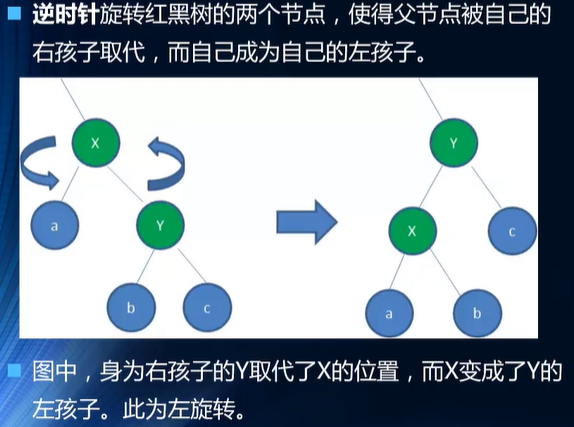 逆时针旋转红黑树的两个节点，使得父节点被自己的
右孩子取代，而自己成为自己的左孩子。
X
Y
a
Y
X
c
b
c
a
b
图中，身为右孩子的Y取代了X的位置，而X变成了Y的
左孩子。此为左旋转。